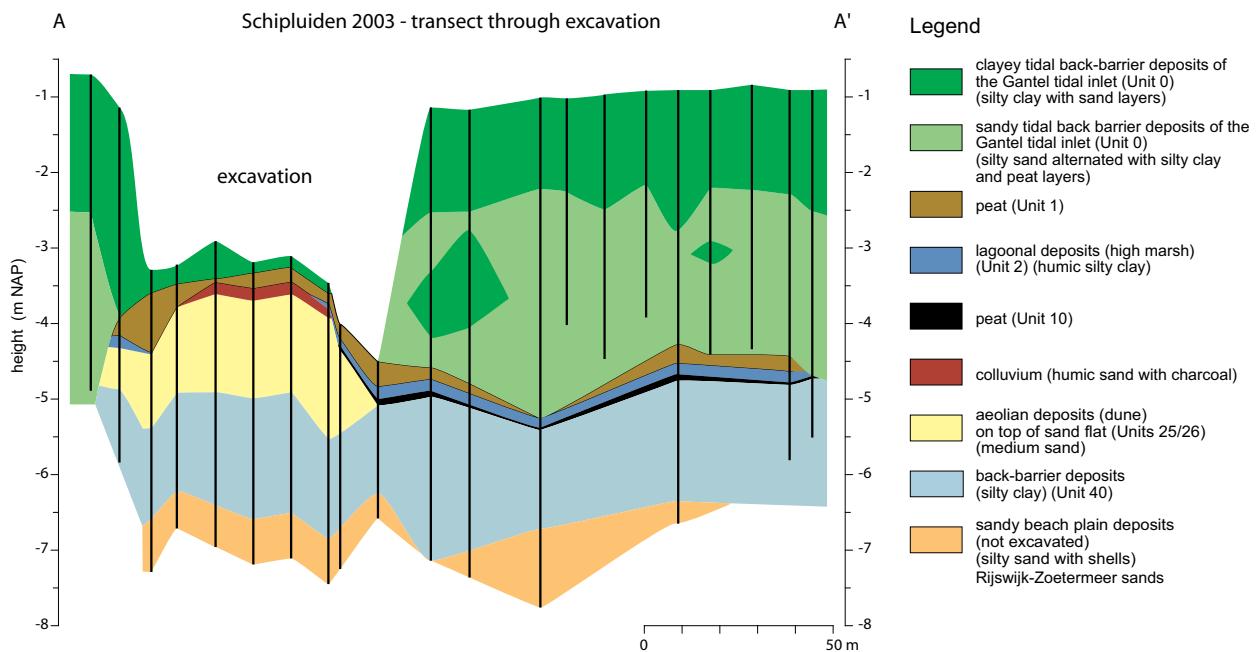 A
Schipluiden 2003 - transect through excavation
A'
height (m NAP)
-1
-2
-3
-4
-5
-6
-7
-8
excavation
-1
-2
-3
-4
-5
-6
-7
-8
0
50 m
Legend
clayey tidal back-barrier deposits of
the Gantel tidal inlet (Unit 0)
(silty clay with sand layers)
sandy tidal back barrier deposits of the
Gantel tidal inlet (Unit 0)
(silty sand alternated with silty clay
and peat layers)
peat (Unit 1)
lagoonal deposits (high marsh)
(Unit 2) (humic silty clay)
peat (Unit 10)
colluvium (humic sand with charcoal)
aeolian deposits (dune)
on top of sand flat (Units 25/26)
(medium sand)
back-barrier deposits
(silty clay) (Unit 40)
sandy beach plain deposits
(not excavated)
(silty sand with shells)
Rijswijk-Zoetermeer sands